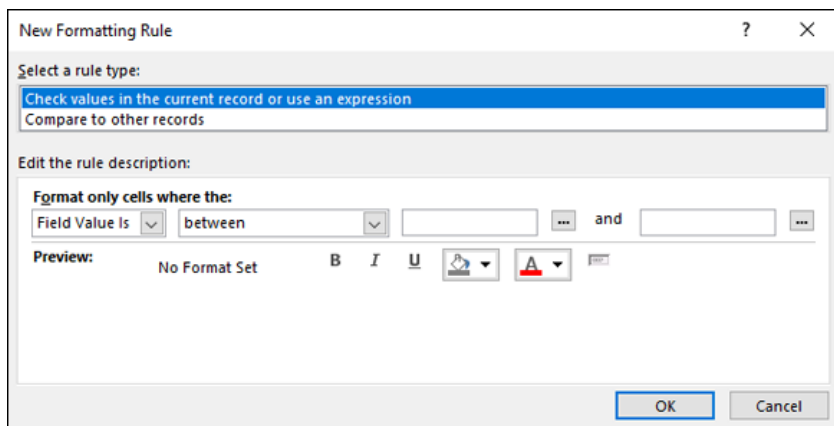 New Formatting Rule ?
Select a rule type:
Check values in the current record or use an expression
Compare to other records
Edit the rule description:
Format only cells where the:
Field Value Is between ... and ...
Preview: No Format Set B I U A
OK Cancel